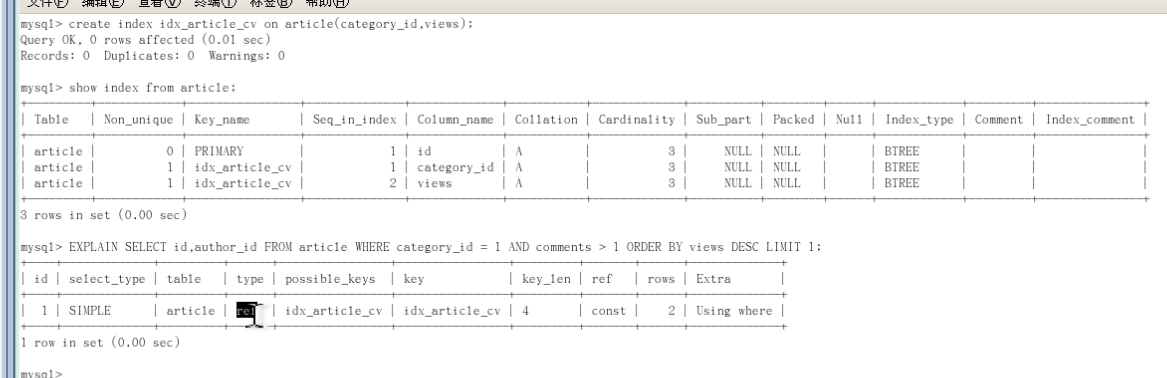 文件(F) 编辑(E) 查看(V) 终端(T) 标签(B) 帮助(H)
mysql> create index idx_article_cv on article(category_id,views);
Query OK, 0 rows affected (0.01 sec)
Records: 0  Duplicates: 0  Warnings: 0
mysql> show index from article;
| Table | Non_unique | Key_name | Seq_in_index | Column_name | Collation | Cardinality | Sub_part | Packed | Null | Index_type | Comment | Index_comment |
| article | 0 | PRIMARY | 1 | id | A | 3 | NULL | NULL | | BTREE | | |
| article | 1 | idx_article_cv | 1 | category_id | A | 3 | NULL | NULL | | BTREE | | |
| article | 1 | idx_article_cv | 2 | views | A | 3 | NULL | NULL | | BTREE | | |
3 rows in set (0.00 sec)
mysql> EXPLAIN SELECT id,author_id FROM article WHERE category_id = 1 AND comments > 1 ORDER BY views DESC LIMIT 1;
| id | select_type | table | type | possible_keys | key | key_len | ref | rows | Extra |
| 1 | SIMPLE | article | ref | idx_article_cv | idx_article_cv | 4 | const | 2 | Using where |
1 row in set (0.00 sec)
mysql>